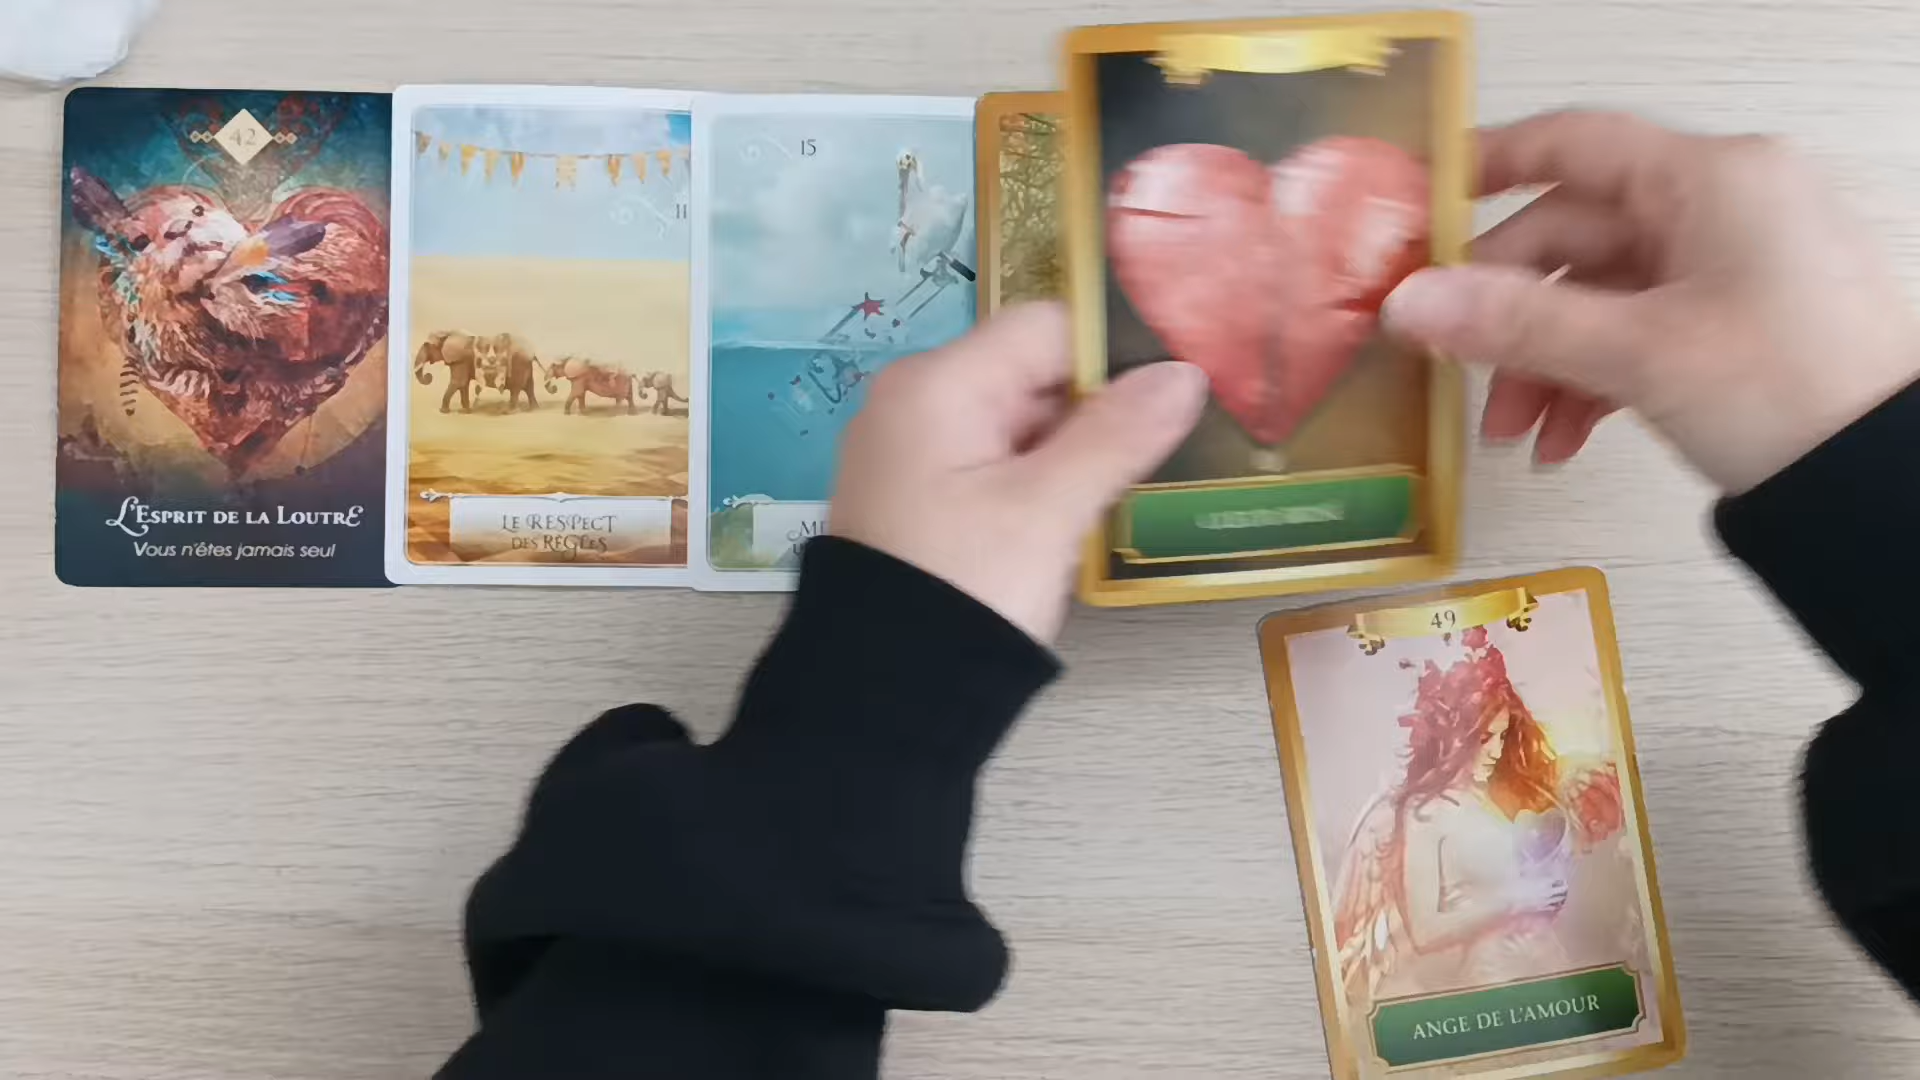 42
L'ESPRIT DE LA LOUTRE
Vous n'êtes jamais seul
11
LE RESPECT
DES RÈGLES
15
49
ANGE DE L'AMOUR